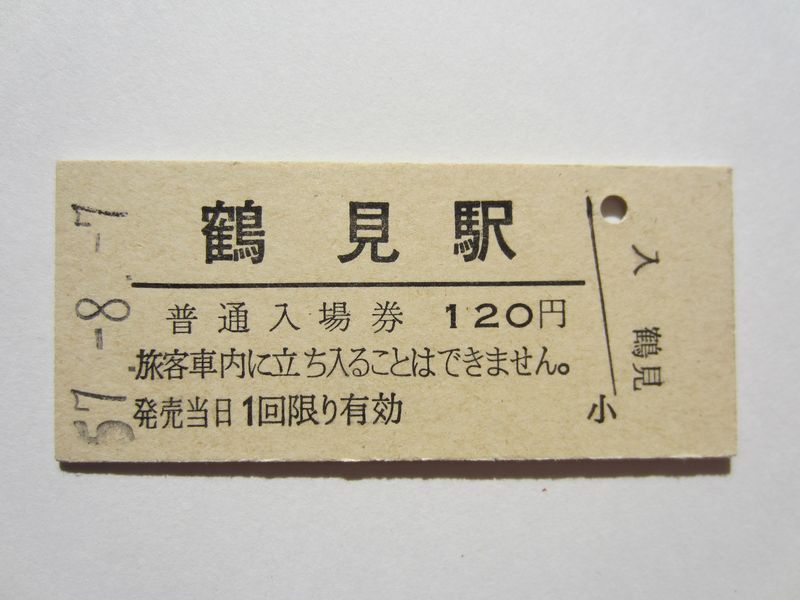 鶴見駅
普通入場券 120円
旅客車内に立ち入ることはできません。
発売当日1回限り有効
小
入 鶴見
57.-8.-7